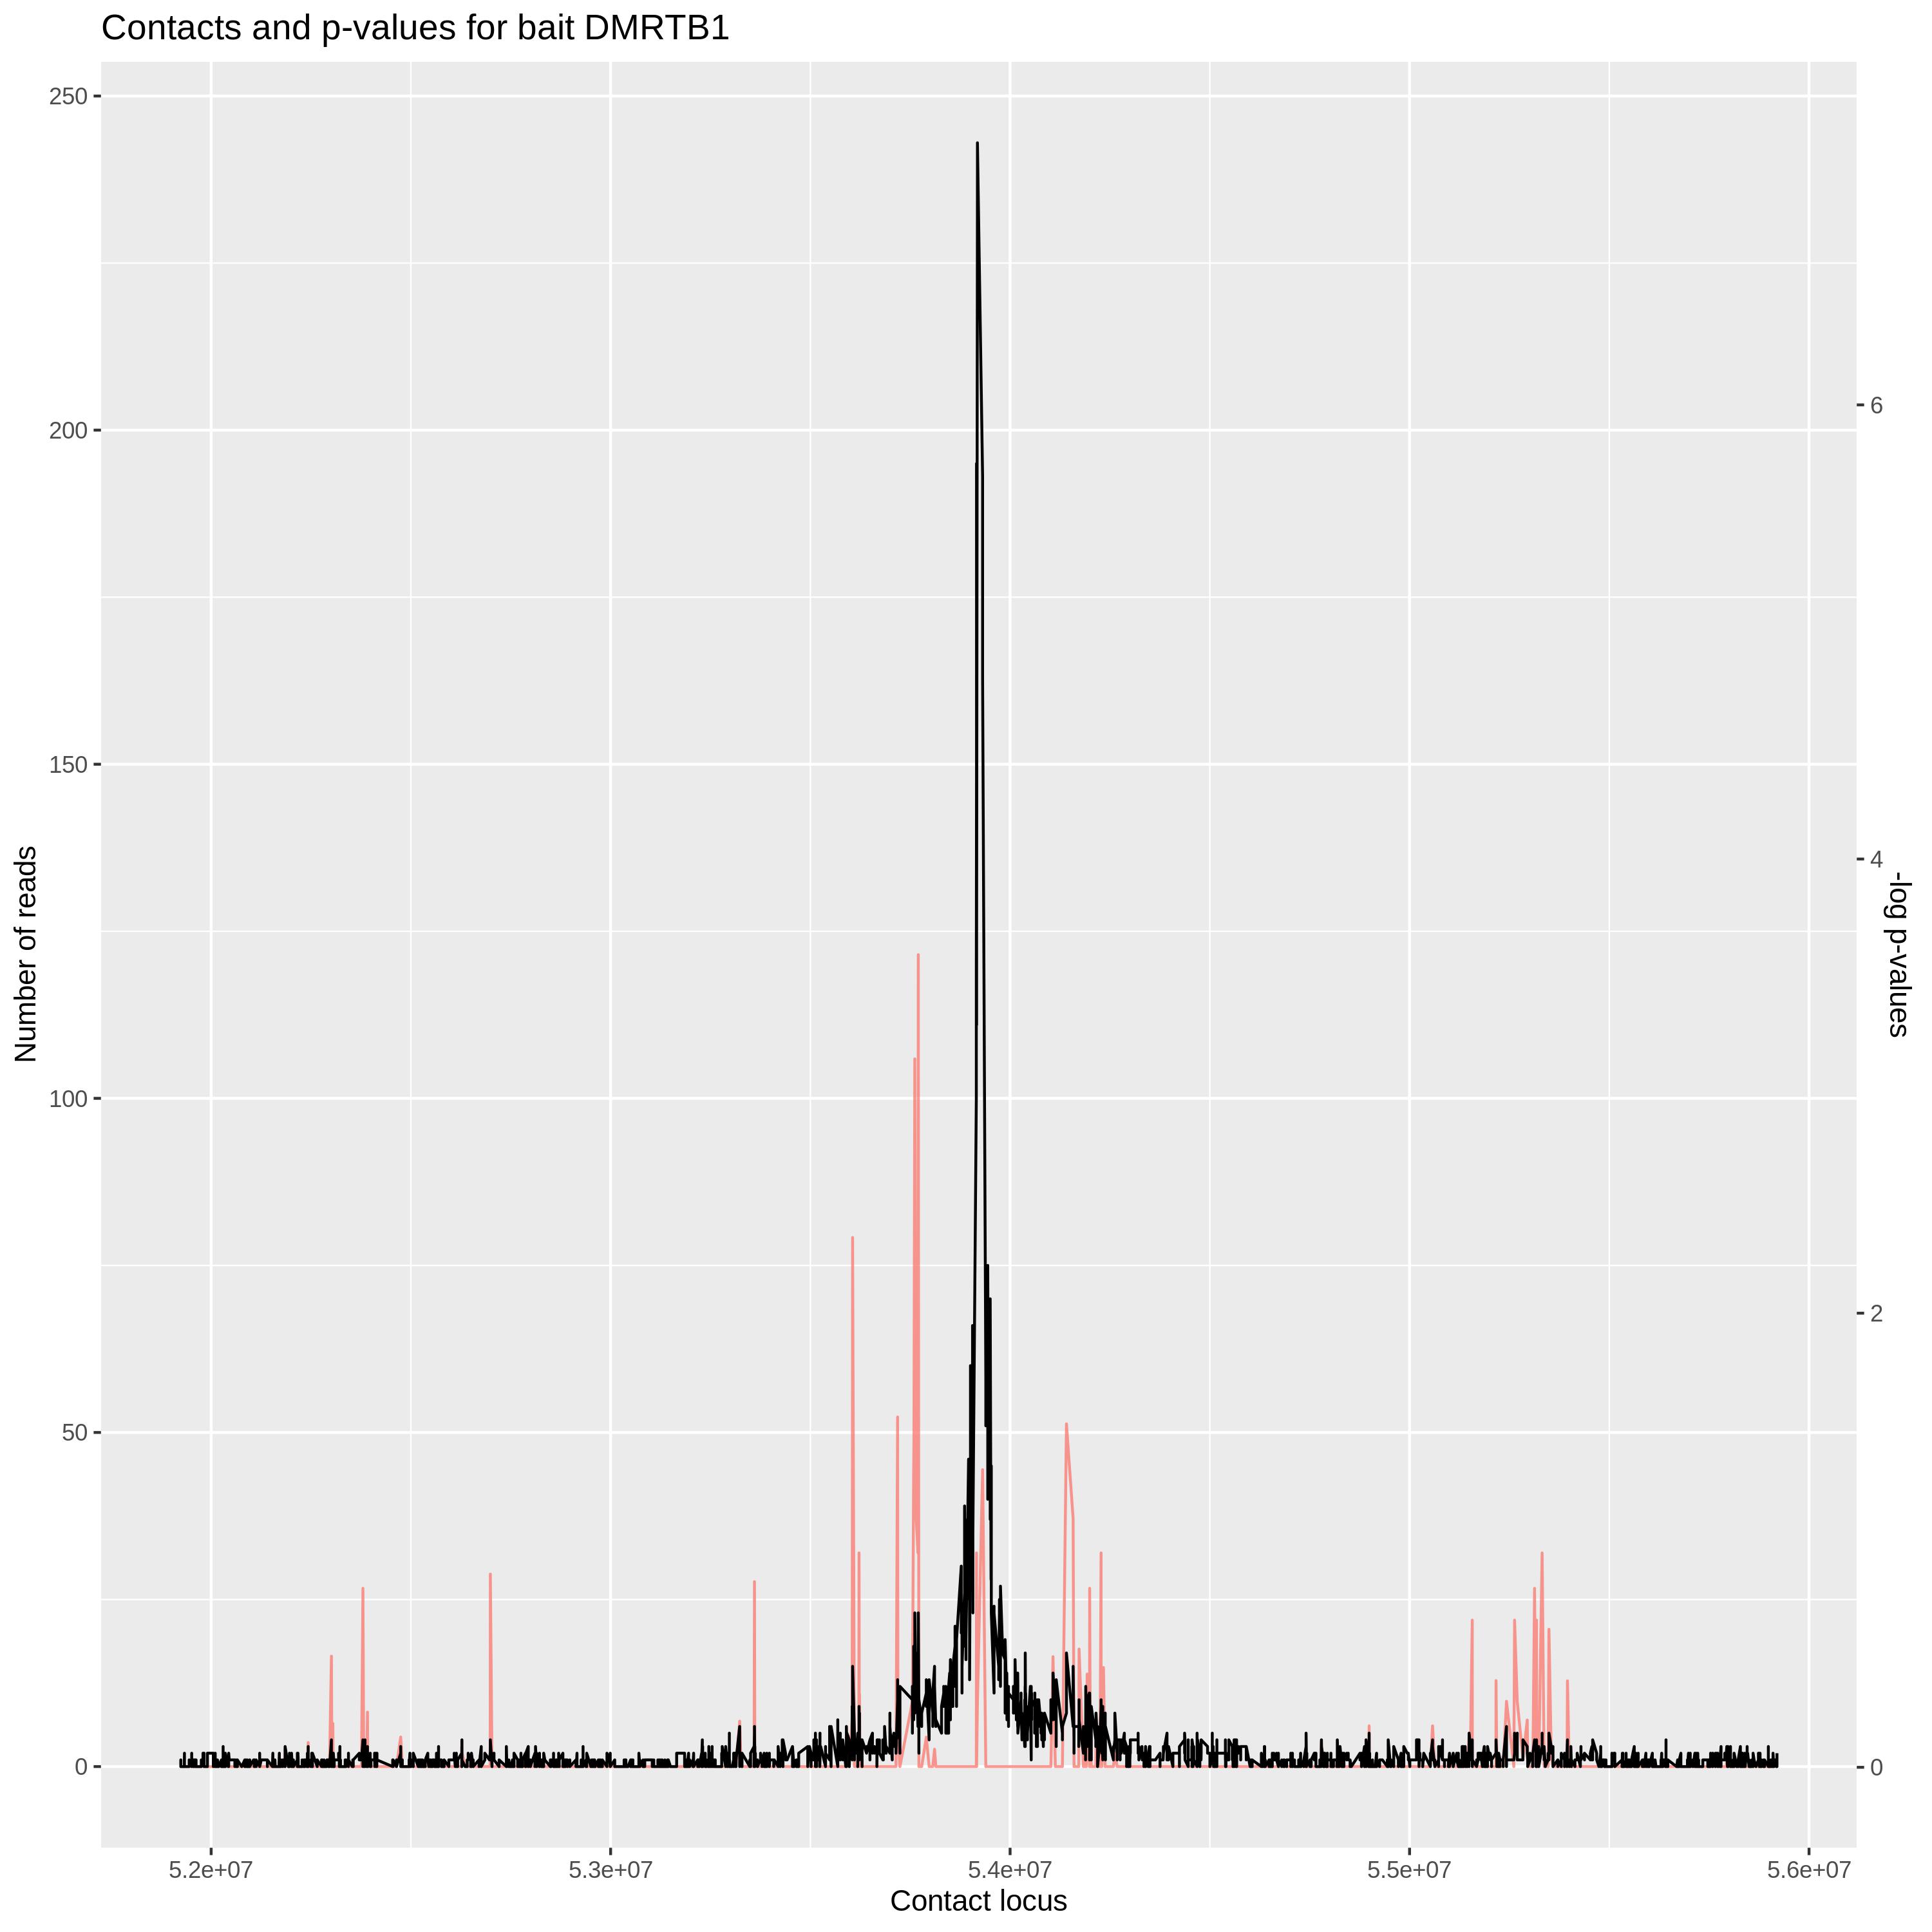 Contacts and p-values for bait DMRTB1
250
200
150
100
50
0
Number of reads
6
4
2
0
-log p-values
5.2e+07
5.3e+07
5.4e+07
5.5e+07
5.6e+07
Contact locus